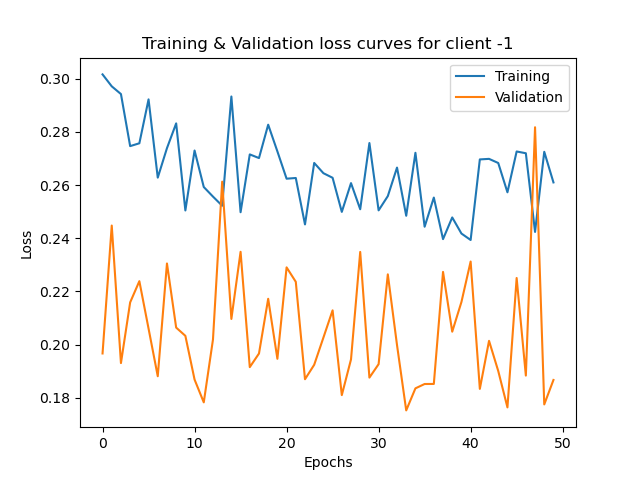 Training & Validation loss curves for client -1
Training
Validation
Loss
0.30
0.28
0.26
0.24
0.22
0.20
0.18
0 10 20 30 40 50
Epochs